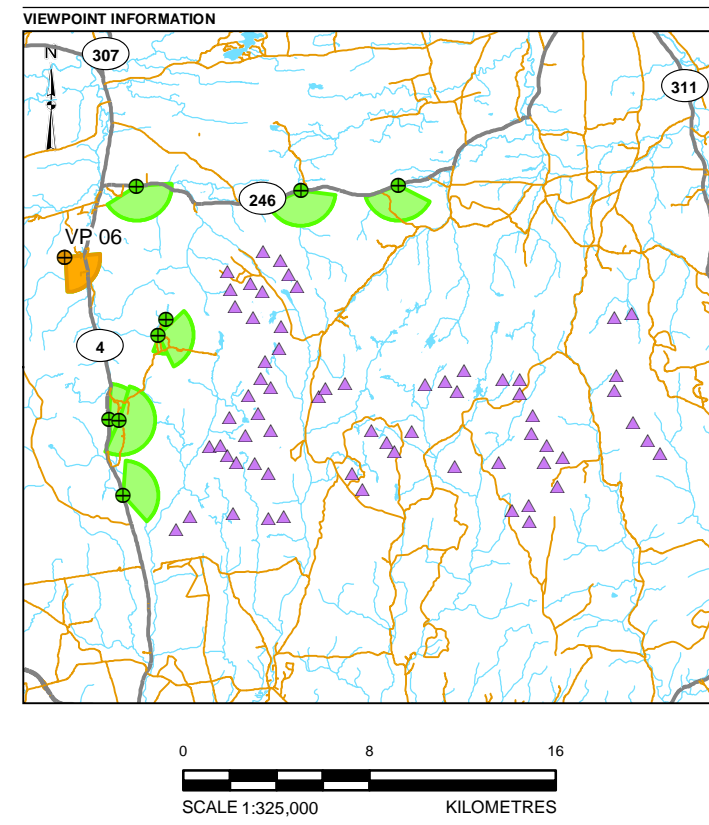 VIEWPOINT INFORMATION
N
307
311
246
VP 06
4
0 8 16
SCALE 1:325,000 KILOMETRES